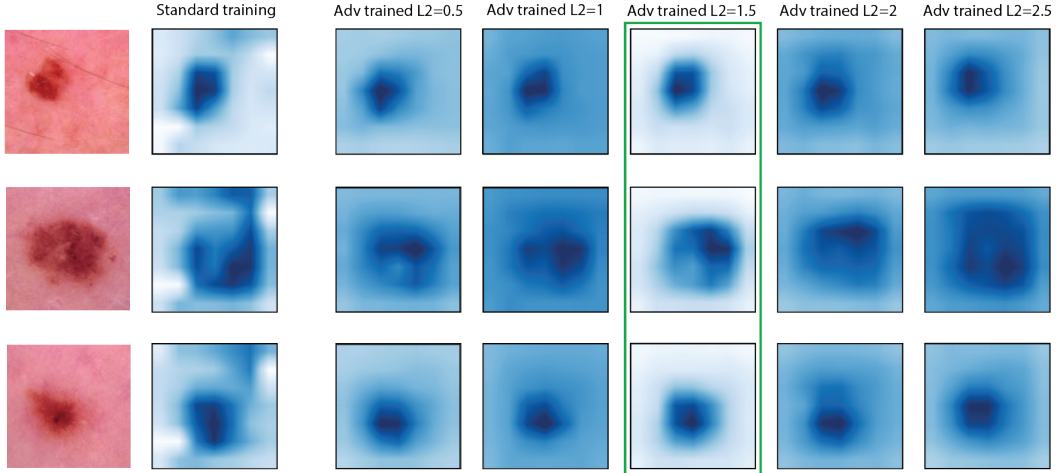 Standard training
Adv trained L2=0.5
Adv trained L2=1
Adv trained L2=1.5
Adv trained L2=2
Adv trained L2=2.5